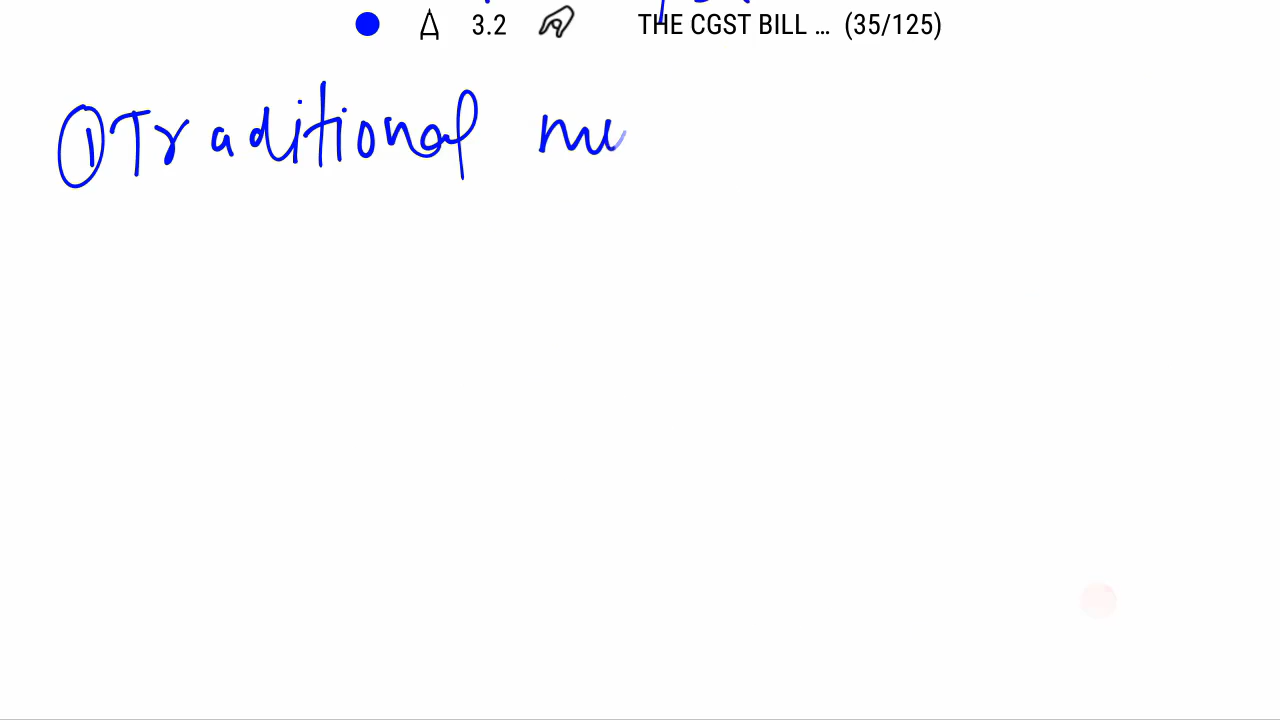 3.2 THE CGST BILL ... (35/125)
① Traditional